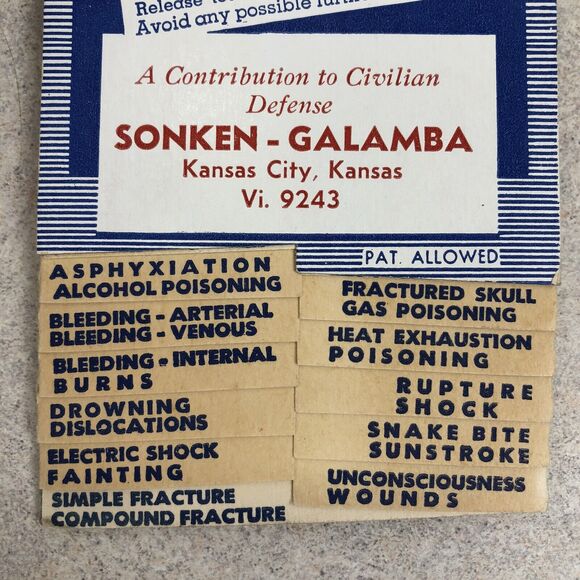 Release
Avoid any possible
A Contribution to Civilian
Defense
SONKEN - GALAMBA
Kansas City, Kansas
Vi. 9243
PAT. ALLOWED
ASPHYXIATION
ALCOHOL POISONING
BLEEDING - ARTERIAL
BLEEDING - VENOUS
BLEEDING - INTERNAL
BURNS
DROWNING
DISLOCATIONS
ELECTRIC SHOCK
FAINTING
SIMPLE FRACTURE
COMPOUND FRACTURE
FRACTURED SKULL
GAS POISONING
HEAT EXHAUSTION
POISONING
RUPTURE
SHOCK
SNAKE BITE
SUNSTROKE
UNCONSCIOUSNESS
WOUNDS